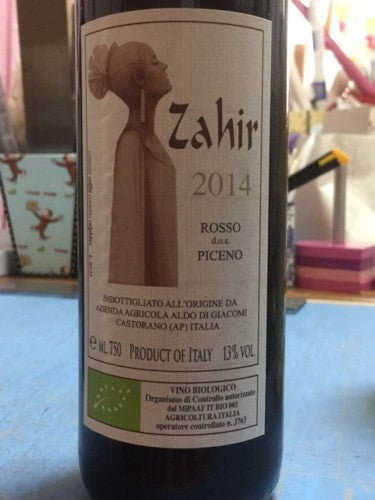 Zahir
2014
ROSSO
d.o.c.
PICENO
IMBOTTIGLIATO ALL'ORIGINE DA
AZIENDA AGRICOLA ALDO DI GIACOMI
CASTORANO (AP) ITALIA
e ML. 750 PRODUCT OF ITALY 13% VOL
VINO BIOLOGICO
Organismo di Controllo autorizzato
dal MIPAAF IT BIO 003
AGRICOLTURA ITALIA
operatore controllato n. J763